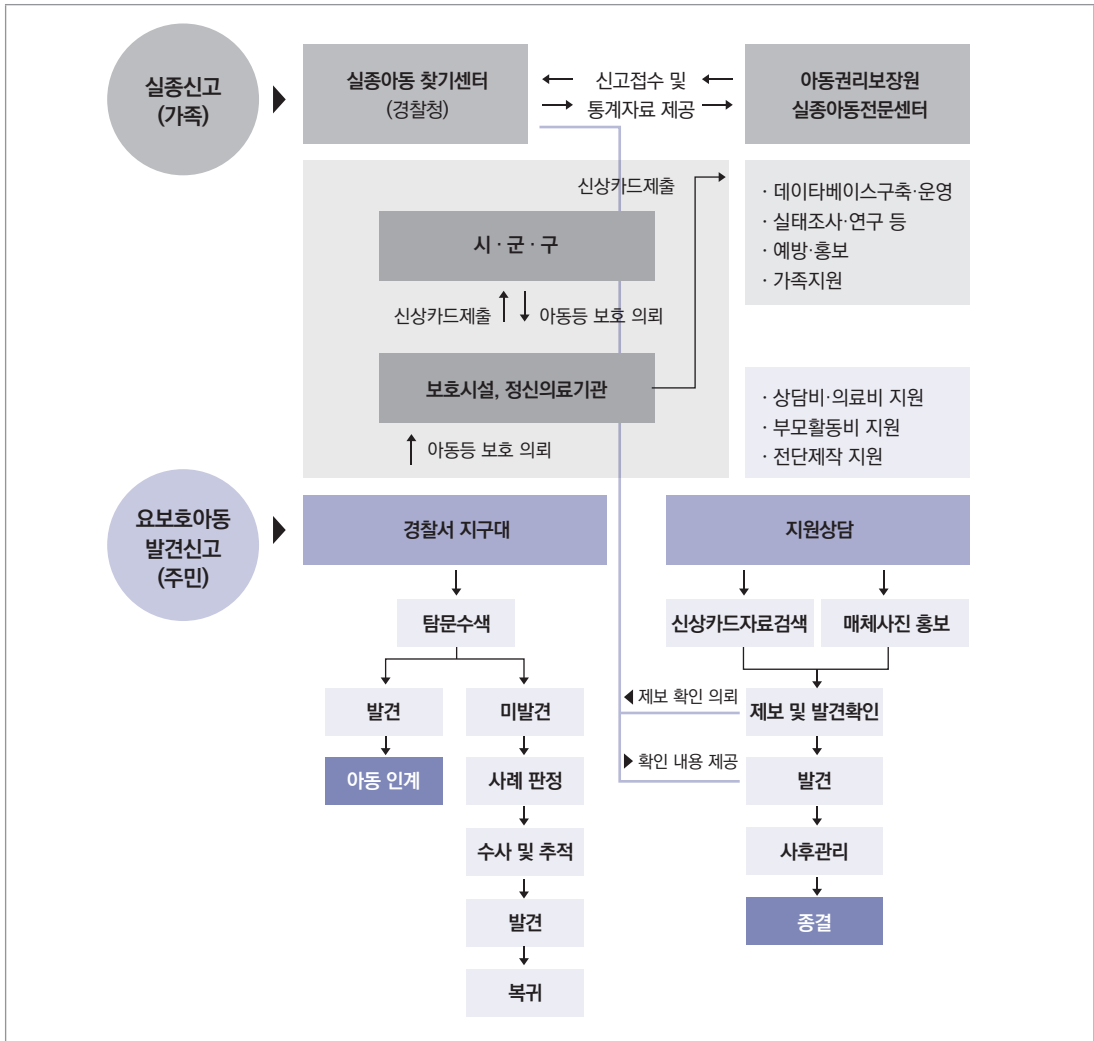 실종신고
(가족)
실종아동 찾기센터
(경찰청)
신고접수 및
통계자료 제공
아동권리보장원
실종아동전문센터
신상카드제출
· 데이타베이스구축·운영
· 실태조사·연구 등
· 예방·홍보
· 가족지원
시 · 군 · 구
신상카드제출
아동등 보호 의뢰
보호시설, 정신의료기관
아동등 보호 의뢰
· 상담비·의료비 지원
· 부모활동비 지원
· 전단제작 지원
요보호아동
발견신고
(주민)
경찰서 지구대
지원상담
탐문수색
신상카드자료검색
매체사진 홍보
발견
미발견
제보 확인 의뢰
제보 및 발견확인
아동 인계
사례 판정
확인 내용 제공
발견
수사 및 추적
사후관리
발견
종결
복귀